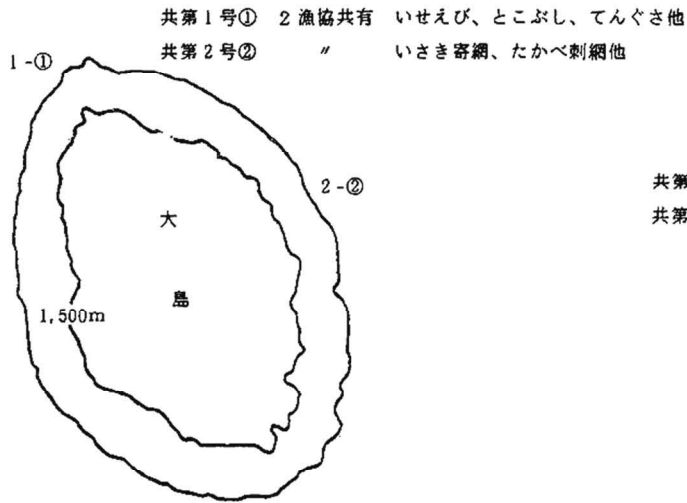 共第1号① 2漁協共有 いせえび、とこぶし、てんぐさ他
共第2号② 〃 いさき寄網、たかべ刺網他
1-①
2-②
共第
共第
大
島
1,500m